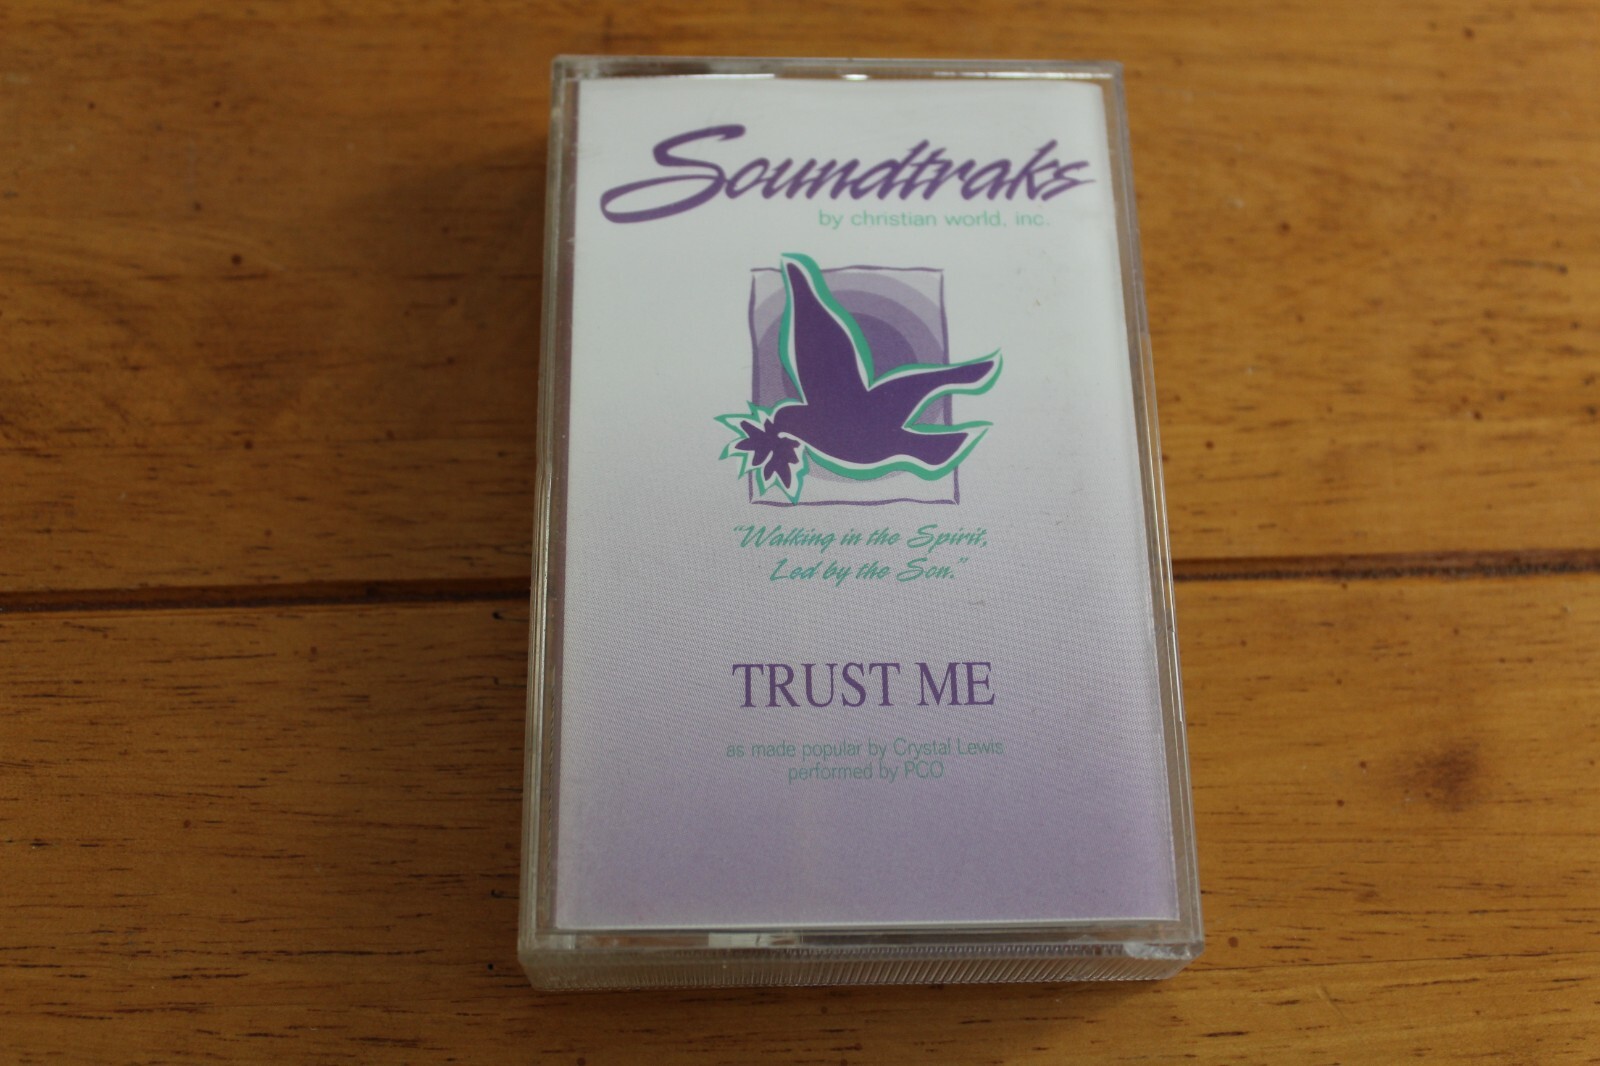 Soundtraks
by christian world, inc.
"Walking in the Spirit,
Led by the Son."
TRUST ME
as made popular by Crystal Lewis
performed by PCO